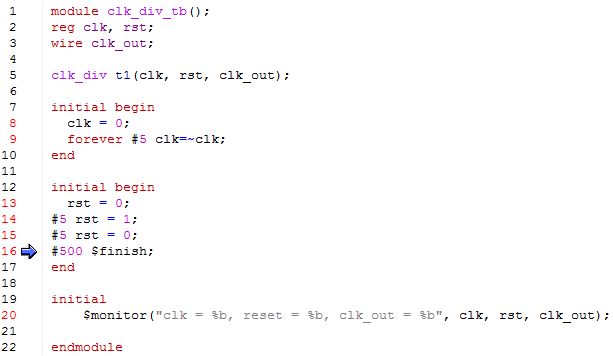 1 module clk_div_tb();
2 reg clk, rst;
3 wire clk_out;
4
5 clk_div t1(clk, rst, clk_out);
6
7 initial begin
8 clk = 0;
9 forever #5 clk=~clk;
10 end
11
12 initial begin
13 rst = 0;
14 #5 rst = 1;
15 #5 rst = 0;
16 #500 $finish;
17 end
18
19 initial
20 $monitor("clk = %b, reset = %b, clk_out = %b", clk, rst, clk_out);
21
22 endmodule